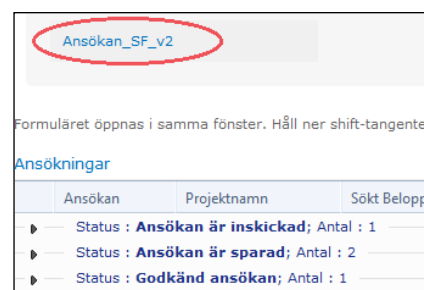 Ansökan_SF_v2
Formuläret öppnas i samma fönster. Håll ner shift-tangente
Ansökningar
Ansökan Projektnamn Sökt Belopp
Status : Ansökan är inskickad; Antal : 1
Status : Ansökan är sparad; Antal : 2
Status : Godkänd ansökan; Antal : 1